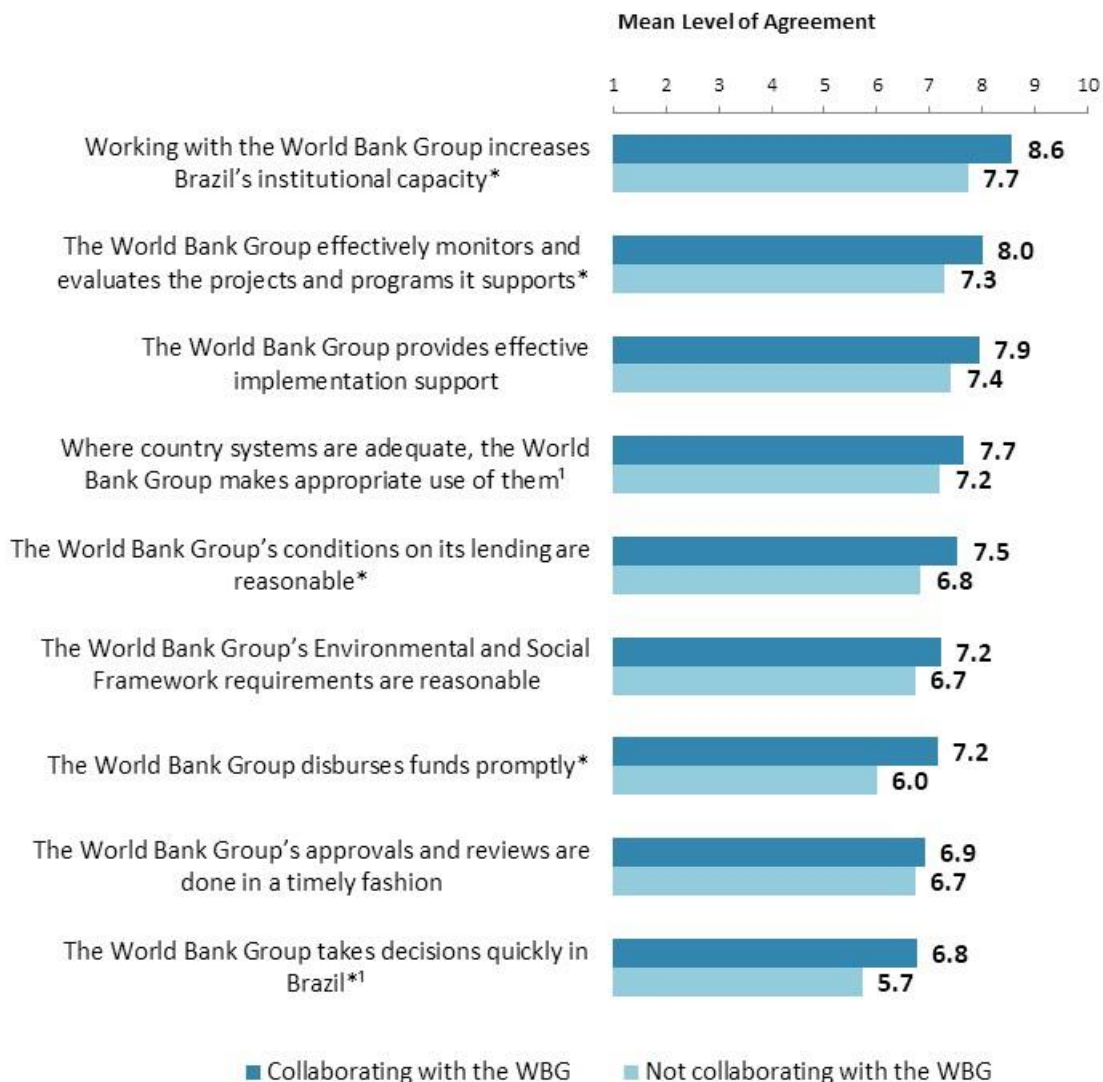 Mean Level of Agreement
1 2 3 4 5 6 7 8 9 10
Working with the World Bank Group increases
Brazil’s institutional capacity*
8.6
7.7
The World Bank Group effectively monitors and
evaluates the projects and programs it supports*
8.0
7.3
The World Bank Group provides effective
implementation support
7.9
7.4
Where country systems are adequate, the World
Bank Group makes appropriate use of them¹
7.7
7.2
The World Bank Group’s conditions on its lending are
reasonable*
7.5
6.8
The World Bank Group’s Environmental and Social
Framework requirements are reasonable
7.2
6.7
The World Bank Group disburses funds promptly*
7.2
6.0
The World Bank Group’s approvals and reviews are
done in a timely fashion
6.9
6.7
The World Bank Group takes decisions quickly in
Brazil*¹
6.8
5.7
Collaborating with the WBG Not collaborating with the WBG